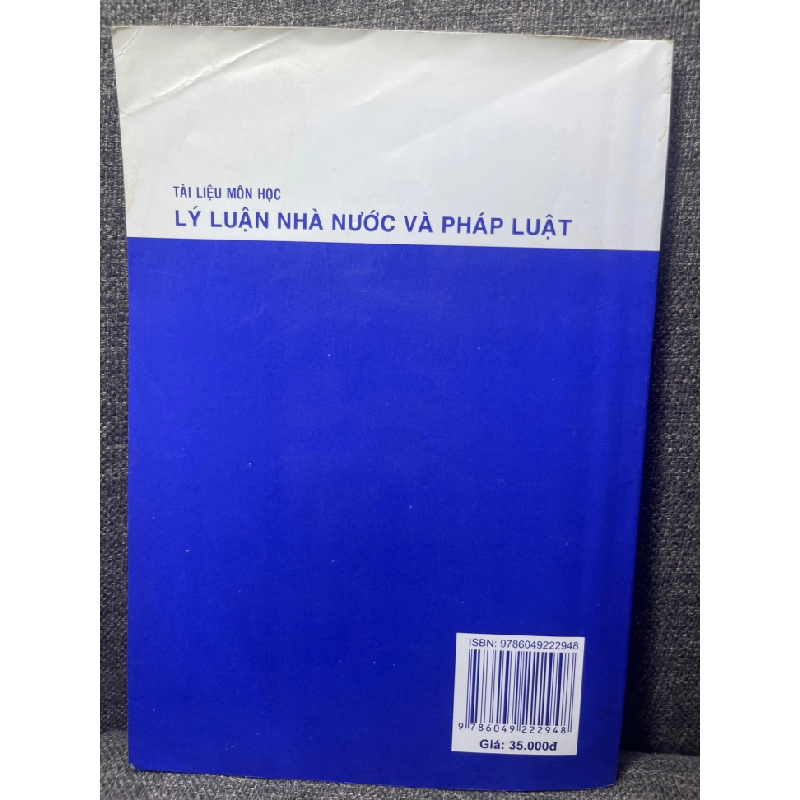 TÀI LIỆU MÔN HỌC
LÝ LUẬN NHÀ NƯỚC VÀ PHÁP LUẬT
ISBN: 9786049222948
9 786049 222948
Giá: 35.000đ